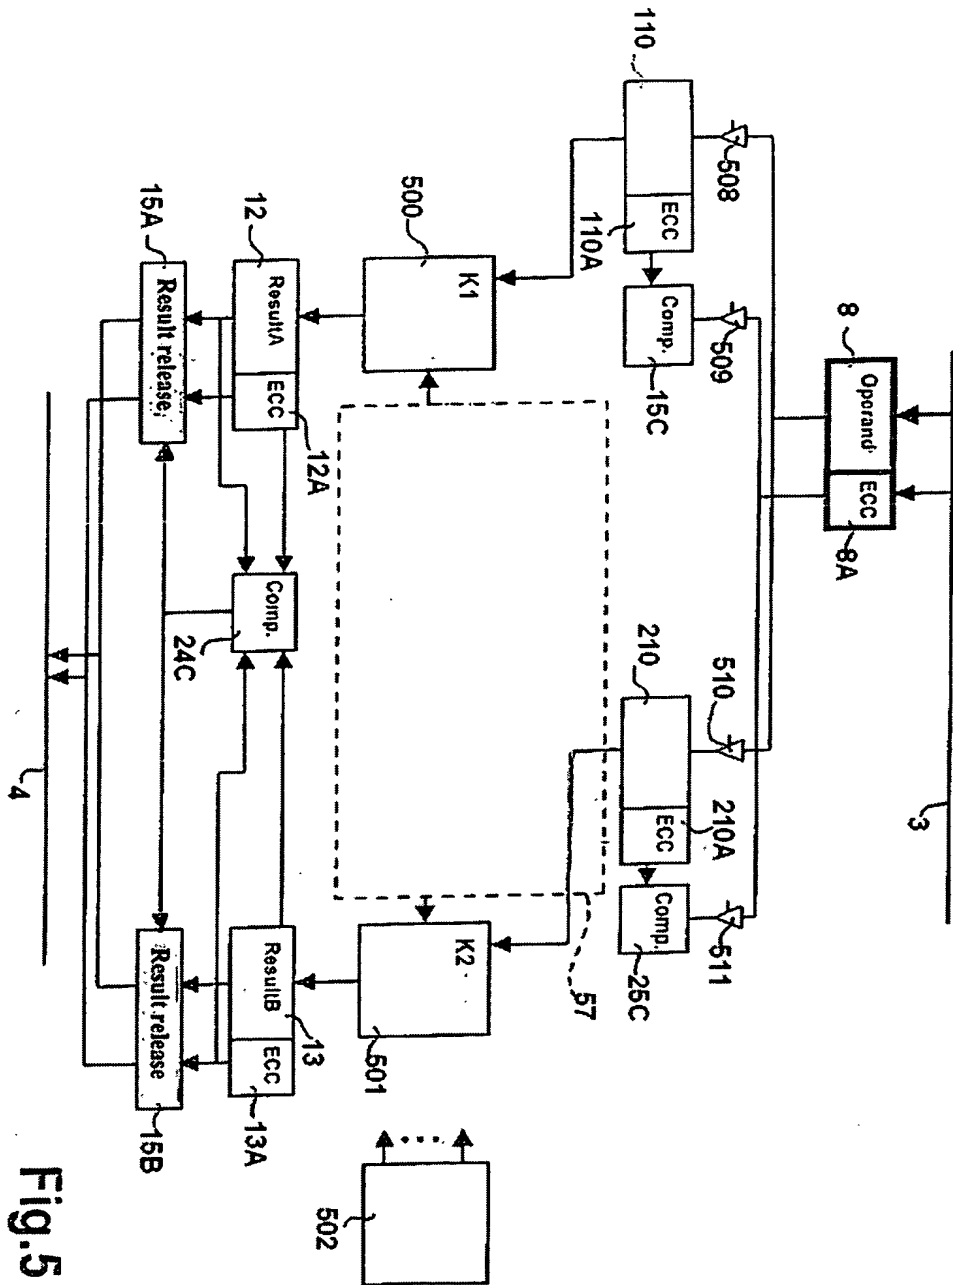 3
8
Operand
ECC
8A
508
509
510
511
110
ECC
110A
Comp.
15C
210
ECC
210A
Comp.
25C
500
K1
57
K2
501
502
12
ResultA
ECC
12A
Comp.
24C
ResultB
13
ECC
13A
15A
Result release
Result release
15B
4
Fig.5